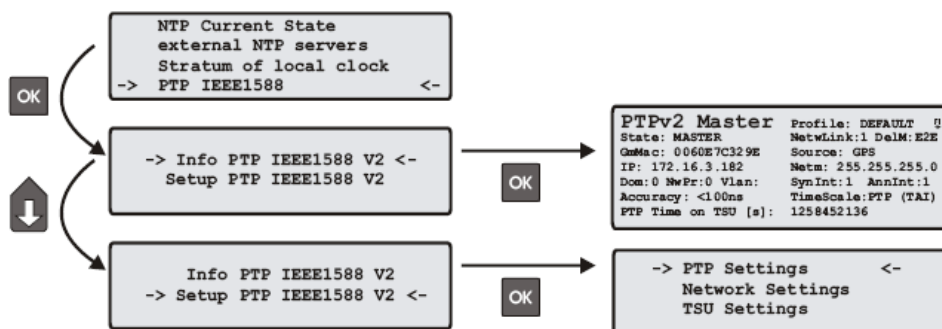 NTP Current State
external NTP servers
Stratum of local clock
-> PTP IEEE1588 <-
OK
-> Info PTP IEEE1588 V2 <-
Setup PTP IEEE1588 V2
OK
PTPv2 Master Profile: DEFAULT
State: MASTER NetwLink:1 DelM:E2E
GmMac: 0060E7C329E Source: GPS
IP: 172.16.3.182 Netm: 255.255.255.0
Dom:0 NwPr:0 Vlan: SynInt:1 AnnInt:1
Accuracy: <100ns TimeScale:PTP (TAI)
PTP Time on TSU [s]: 1258452136
Info PTP IEEE1588 V2
-> Setup PTP IEEE1588 V2 <-
OK
-> PTP Settings <-
Network Settings
TSU Settings